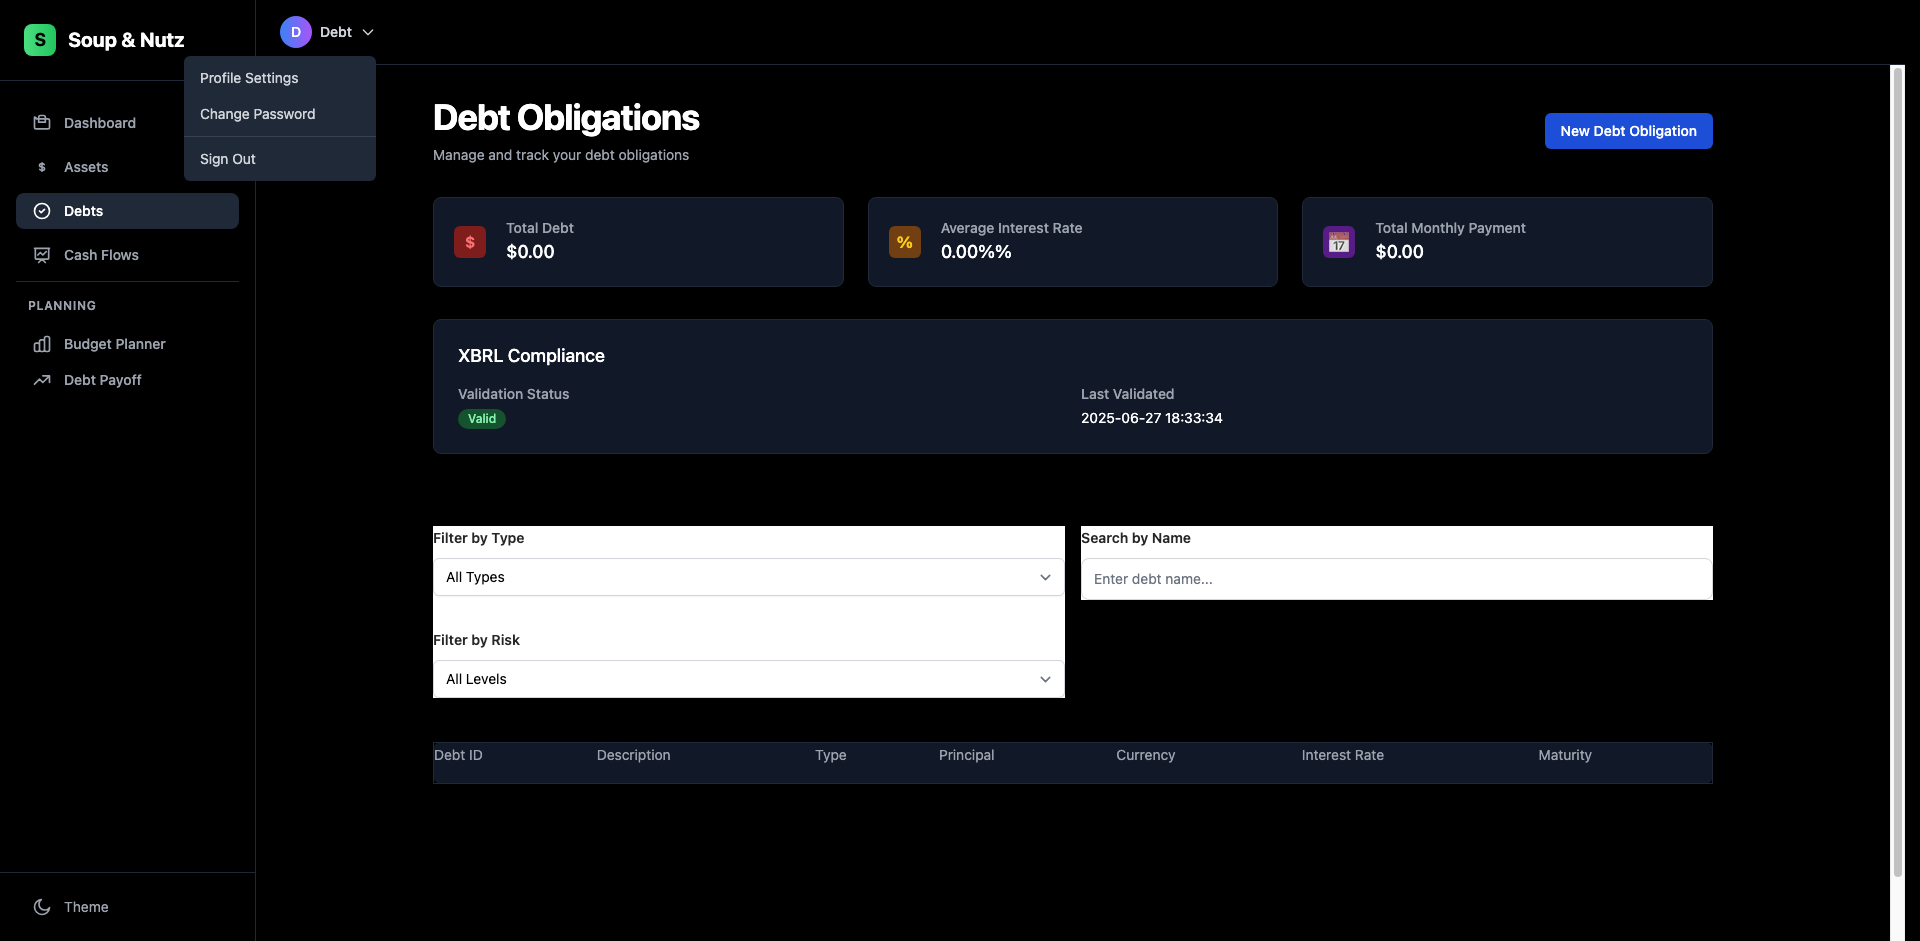 S
Soup & Nutz
D
Debt
Profile Settings
Change Password
Sign Out
Dashboard
$
Assets
Debts
Cash Flows
PLANNING
Budget Planner
Debt Payoff
Theme
Debt Obligations
Manage and track your debt obligations
New Debt Obligation
$
Total Debt
$0.00
%
Average Interest Rate
0.00%%
17
Total Monthly Payment
$0.00
XBRL Compliance
Validation Status
Valid
Last Validated
2025-06-27 18:33:34
Filter by Type
All Types
Search by Name
Enter debt name...
Filter by Risk
All Levels
Debt ID Description Type Principal Currency Interest Rate Maturity